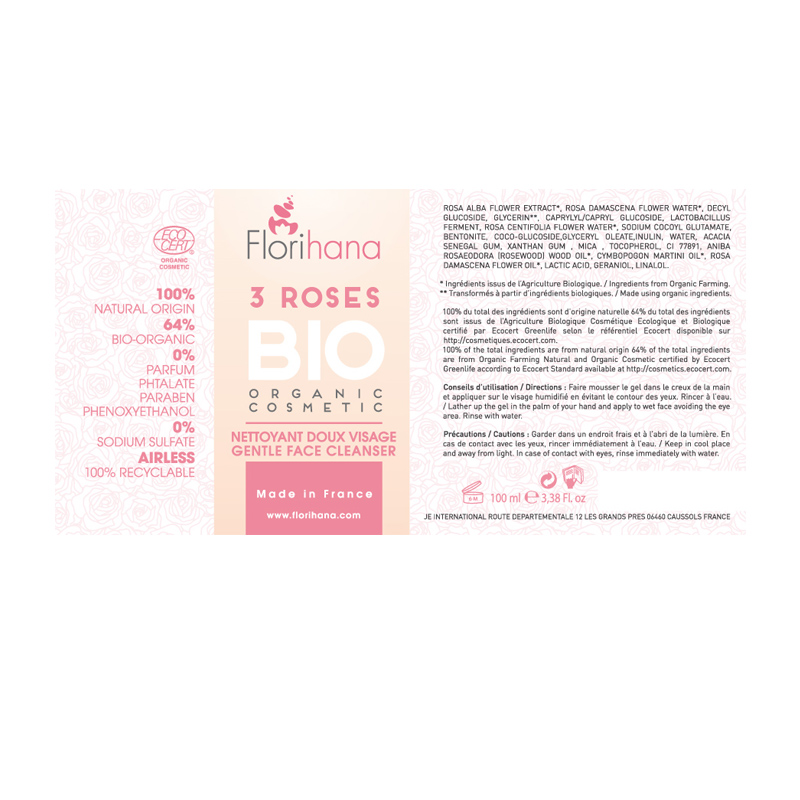 ECO
CERT
ORGANIC
COSMETIC
100%
NATURAL ORIGIN
64%
BIO-ORGANIC
0%
PARFUM
PHTALATE
PARABEN
PHENOXYETHANOL
0%
SODIUM SULFATE
AIRLESS
100% RECYCLABLE
Florihana
3 ROSES
BIO
ORGANIC
COSMETIC
NETTOYANT DOUX VISAGE
GENTLE FACE CLEANSER
Made in France
www.florihana.com
ROSA ALBA FLOWER EXTRACT*, ROSA DAMASCENA FLOWER WATER*, DECYL
GLUCOSIDE, GLYCERIN**, CAPRYLYL/CAPRYL GLUCOSIDE, LACTOBACILLUS
FERMENT, ROSA CENTIFOLIA FLOWER WATER*, SODIUM COCOYL GLUTAMATE,
BENTONITE, COCO-GLUCOSIDE,GLYCERYL OLEATE,INULIN, WATER, ACACIA
SENEGAL GUM, XANTHAN GUM , MICA , TOCOPHEROL, CI 77891, ANIBA
ROSAEODORA (ROSEWOOD) WOOD OIL*, CYMBOPOGON MARTINI OIL*, ROSA
DAMASCENA FLOWER OIL*, LACTIC ACID, GERANIOL, LINALOL.
* Ingrédients issus de l'Agriculture Biologique. / Ingredients from Organic Farming.
** Transformés à partir d'ingrédients biologiques. / Made using organic ingredients.
100% du total des ingrédients sont d'origine naturelle 64% du total des ingrédients
sont issus de l'Agriculture Biologique Cosmétique Ecologique et Biologique
certifié par Ecocert Greenlife selon le référentiel Ecocert disponible sur
http://cosmetiques.ecocert.com.
100% of the total ingredients are from natural origin 64% of the total ingredients
are from Organic Farming Natural and Organic Cosmetic certified by Ecocert
Greenlife according to Ecocert Standard available at http://cosmetics.ecocert.com.
Conseils d'utilisation / Directions : Faire mousser le gel dans le creux de la main
et appliquer sur le visage humidifié en évitant le contour des yeux. Rincer à l'eau.
/ Lather up the gel in the palm of your hand and apply to wet face avoiding the eye
area. Rinse with water.
Précautions / Cautions : Garder dans un endroit frais et à l'abri de la lumière. En
cas de contact avec les yeux, rincer immédiatement à l'eau. / Keep in cool place
and away from light. In case of contact with eyes, rinse immediately with water.
6 M 100 ml ℮ 3,38 Fl. oz
JE INTERNATIONAL ROUTE DEPARTEMENTALE 12 LES GRANDS PRES 06460 CAUSSOLS FRANCE